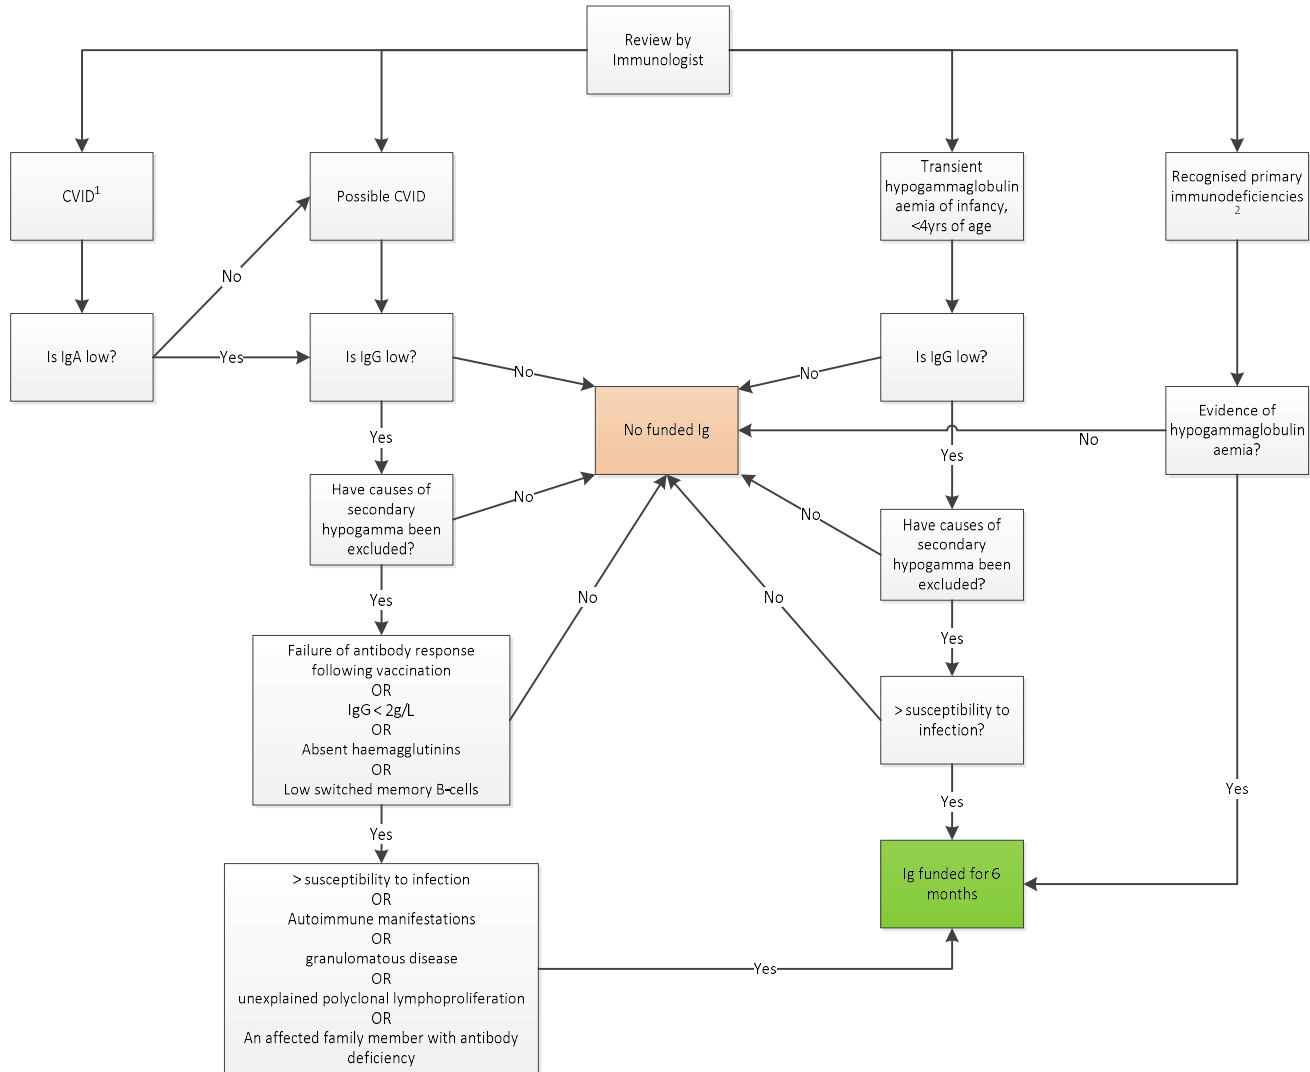 Review by
Immunologist
CVID1
Possible CVID
Transient
hypogammaglobulin
aemia of infancy,
<4yrs of age
Recognised primary
immunodeficiencies
2
No
Is IgA low?
Yes
Is IgG low?
No
No
Is IgG low?
No funded Ig
Evidence of
hypogammaglobulin
aemia?
No
Yes
Yes
Have causes of
secondary
hypogamma been
excluded?
No
No
Have causes of
secondary
hypogamma been
excluded?
Yes
No
No
Yes
Failure of antibody response
following vaccination
OR
IgG < 2g/L
OR
Absent haemagglutinins
OR
Low switched memory B-cells
> susceptibility to
infection?
Yes
Yes
Yes
> susceptibility to infection
OR
Autoimmune manifestations
OR
granulomatous disease
OR
unexplained polyclonal lymphoproliferation
OR
An affected family member with antibody
deficiency
Ig funded for 6
months
Yes